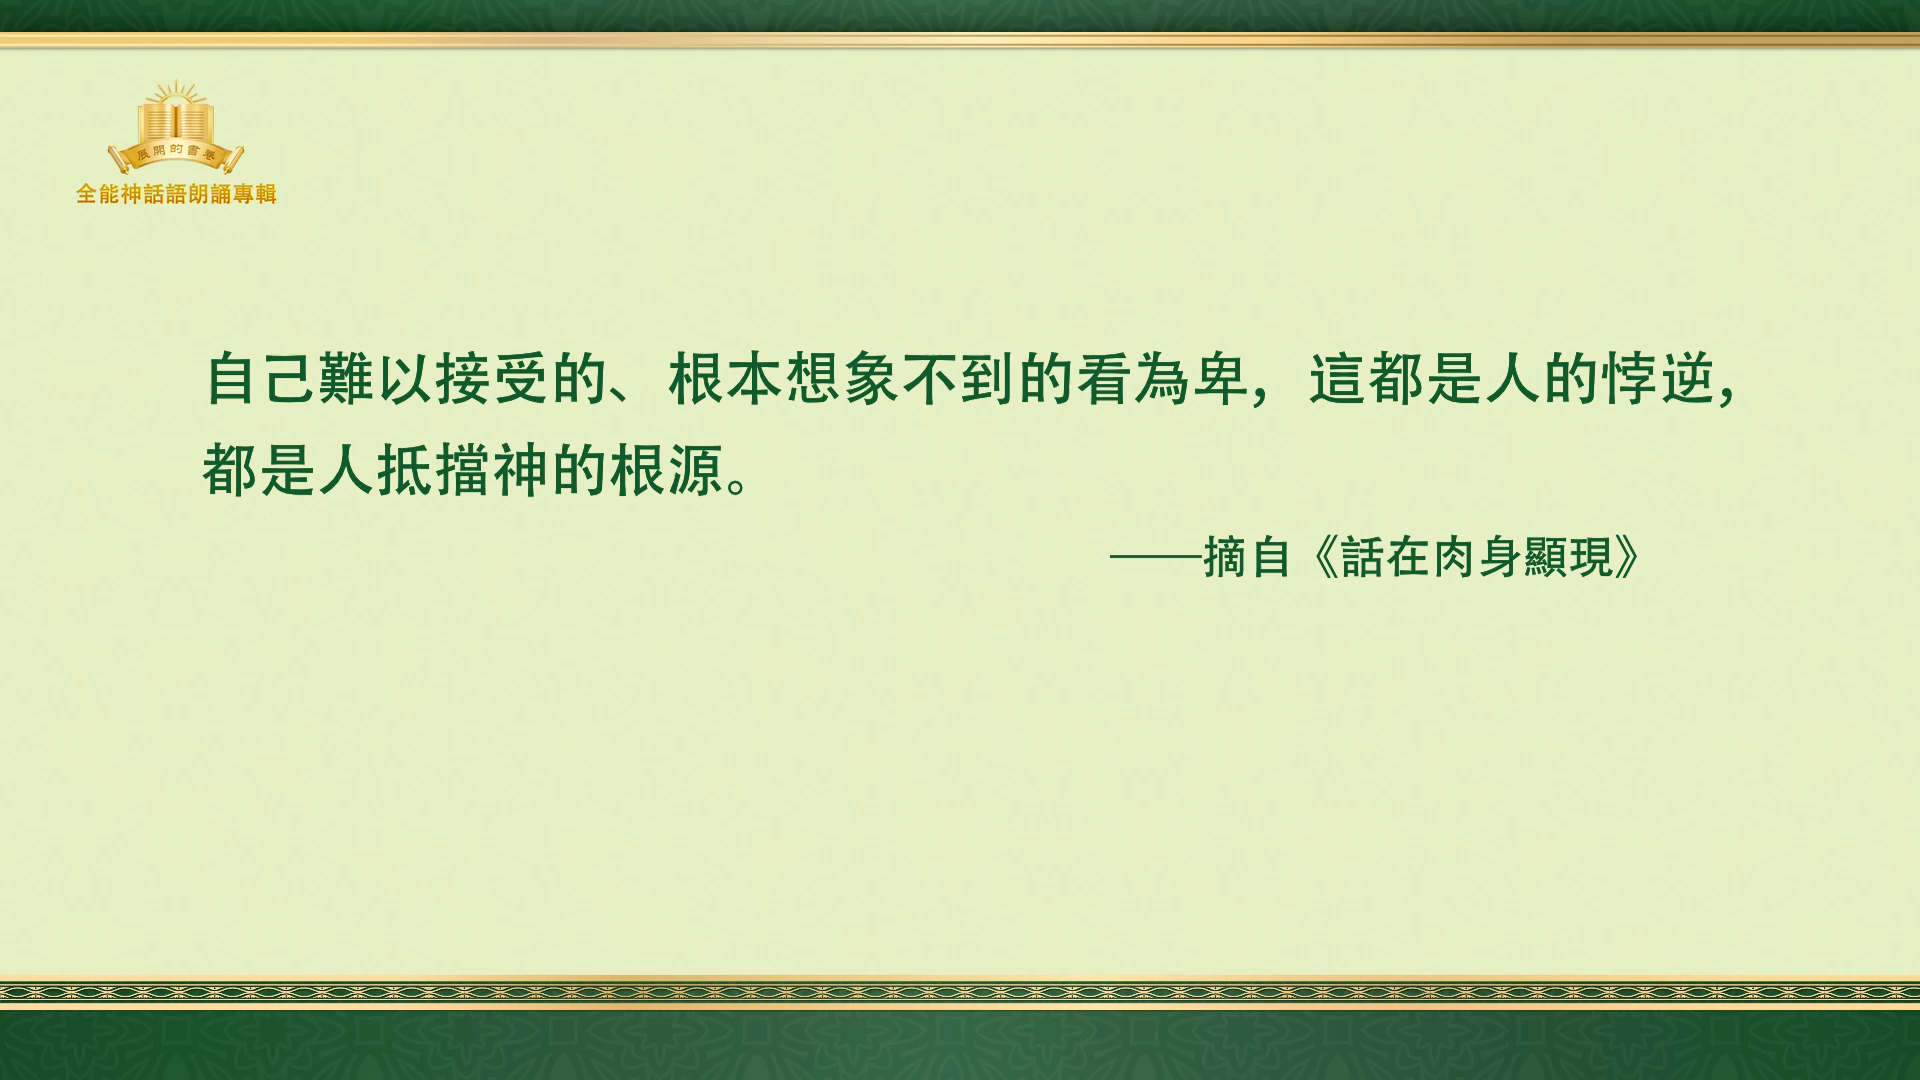 展開的書卷
全能神話語朗誦專輯
自己難以接受的、根本想象不到的看為卑，這都是人的悖逆，
都是人抵擋神的根源。
——摘自《話在肉身顯現》